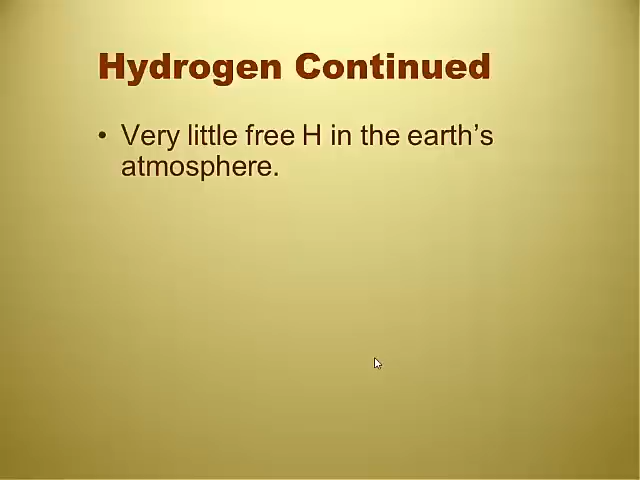 Hydrogen Continued
• Very little free H in the earth’s
atmosphere.